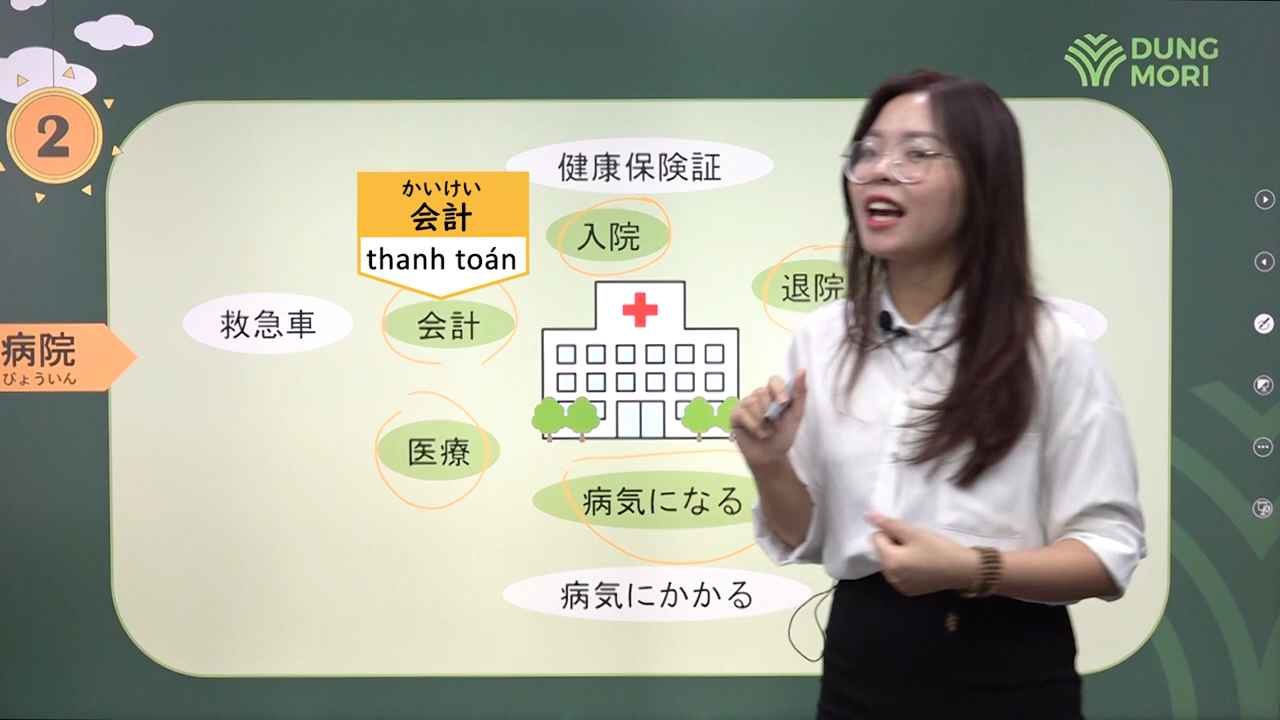 DUNG
MORI
2
健康保険証
かいけい
会計
thanh toán
入院
退院
救急車
会計
病院
びょういん
医療
病気になる
病気にかかる